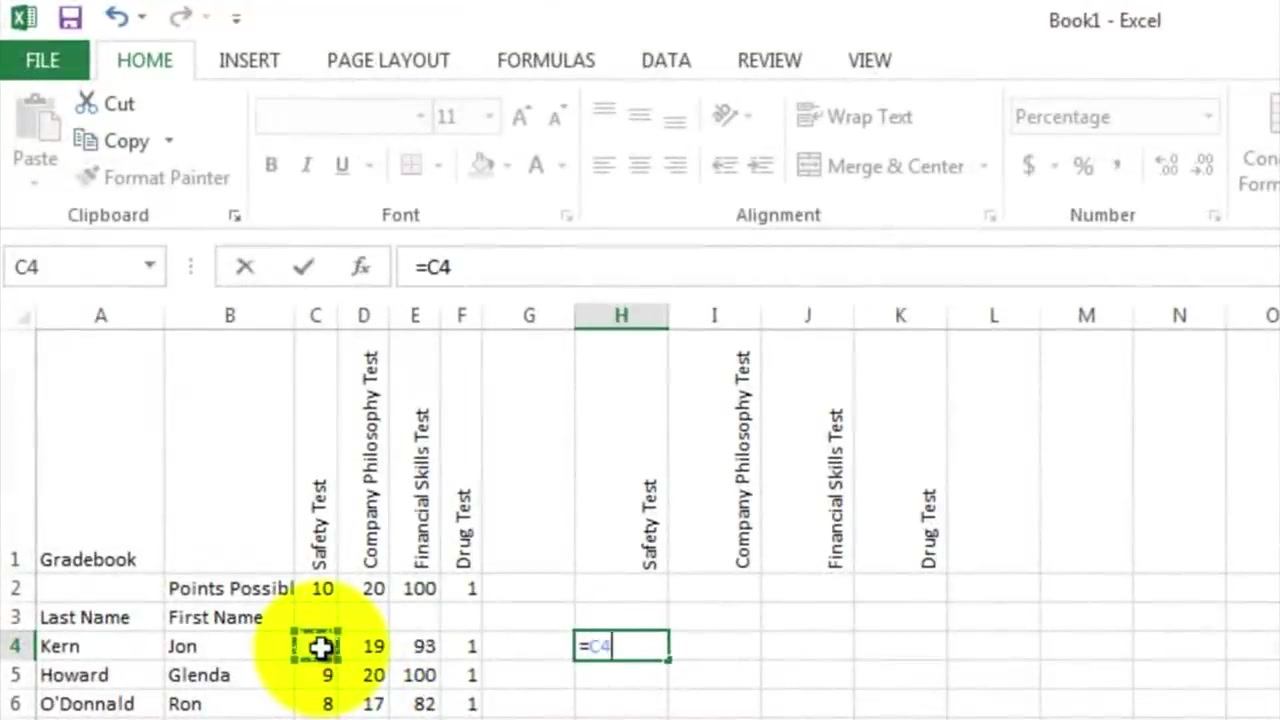 Book1 - Excel
FILE HOME INSERT PAGE LAYOUT FORMULAS DATA REVIEW VIEW
Paste
Cut
Copy
Format Painter
Clipboard
11 A A
B I U A
Font
Wrap Text
Merge & Center
Alignment
Percentage
$ % ,
.00
Number
Con
Form
C4 fx =C4
A B C D E F G H I J K L M N O
1 Gradebook Safety Test Company Philosophy Test Financial Skills Test Drug Test Safety Test Company Philosophy Test Financial Skills Test Drug Test
2 Points Possibl 10 20 100 1
3 Last Name First Name
4 Kern Jon 19 93 1 =C4
5 Howard Glenda 9 20 100 1
6 O'Donnald Ron 8 17 82 1